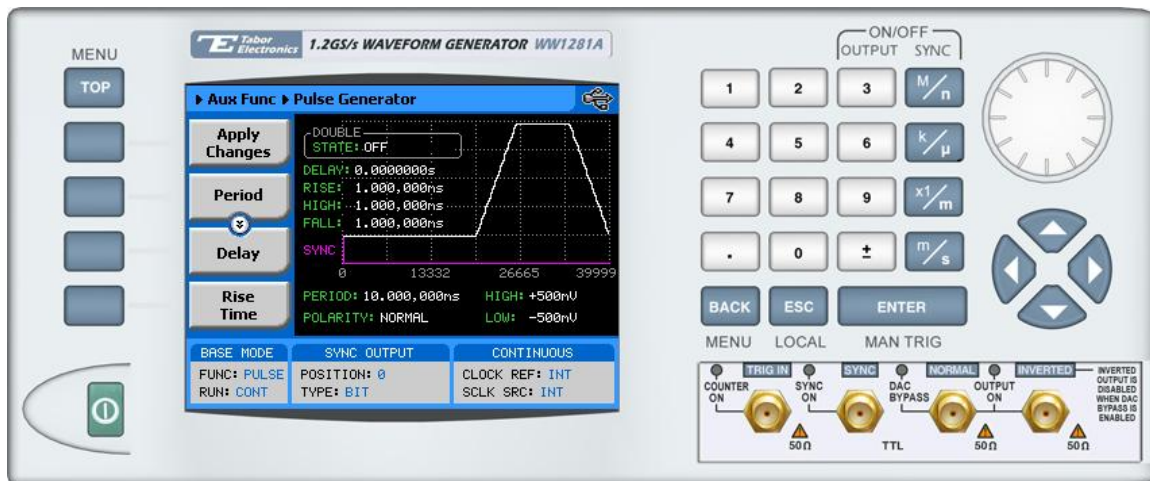 MENU
TOP
Tabor Electronics 1.2GS/s WAVEFORM GENERATOR WW1281A
Aux Func Pulse Generator
Apply Changes
Period
Delay
Rise Time
DOUBLE
STATE: OFF
DELAY: 0.0000000s
RISE: 1.000,000ms
HIGH: 1.000,000ms
FALL: 1.000,000ms
SYNC
0 13332 26665 39999
PERIOD: 10.000,000ms HIGH: +500mV
POLARITY: NORMAL LOW: -500mV
BASE MODE
FUNC: PULSE
RUN: CONT
SYNC OUTPUT
POSITION: 0
TYPE: BIT
CONTINUOUS
CLOCK REF: INT
SCLK SRC: INT
ON/OFF
OUTPUT SYNC
1 2 3 M/n
4 5 6 k/µ
7 8 9 x1/m
. 0 ± m/s
BACK ESC ENTER
MENU LOCAL MAN TRIG
TRIG IN SYNC NORMAL INVERTED
COUNTER ON
SYNC ON
DAC BYPASS
OUTPUT ON
INVERTED
OUTPUT IS
DISABLED
WHEN DAC
BYPASS IS
ENABLED
50Ω TTL 50Ω 50Ω